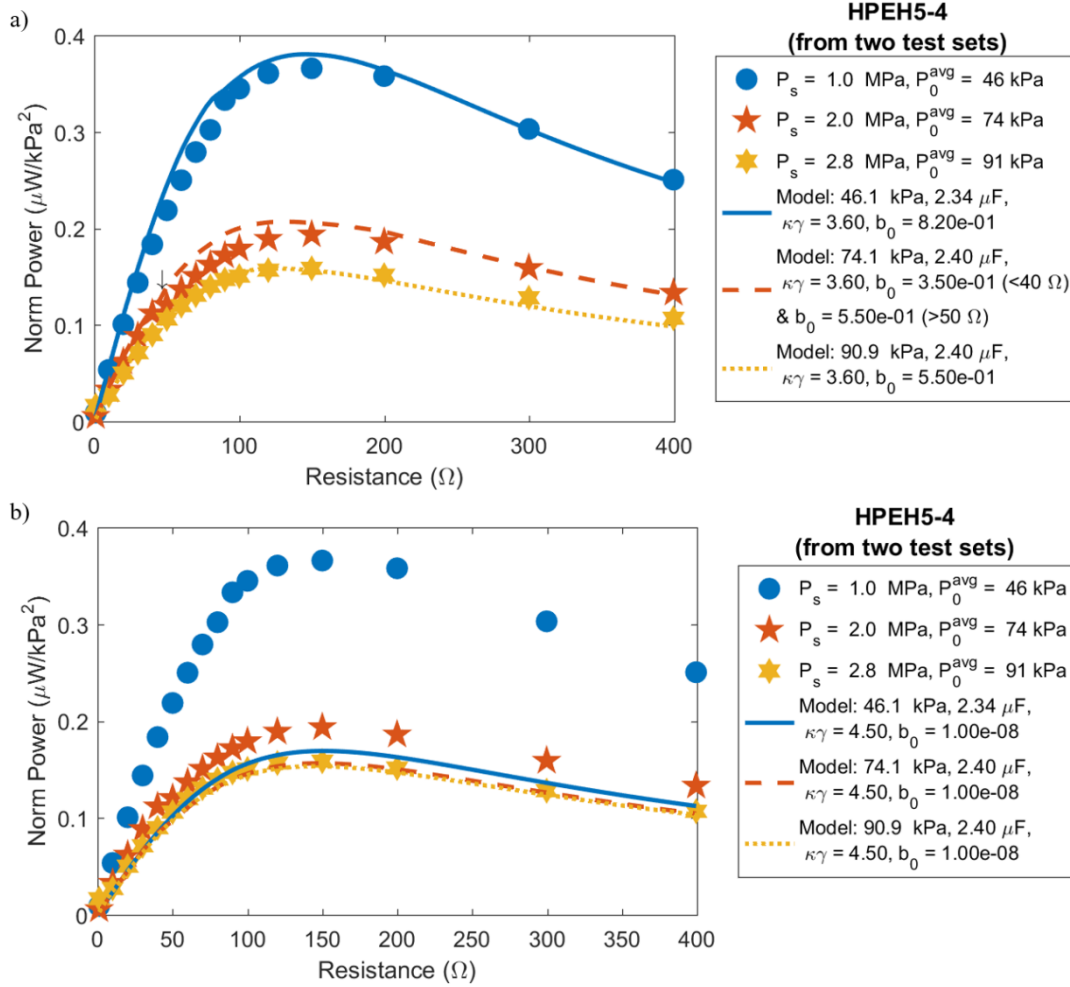 a)
HPEH5-4
(from two test sets)
P_s = 1.0 MPa, P_0^avg = 46 kPa
P_s = 2.0 MPa, P_0^avg = 74 kPa
P_s = 2.8 MPa, P_0^avg = 91 kPa
Model: 46.1 kPa, 2.34 μF,
κγ = 3.60, b_0 = 8.20e-01
Model: 74.1 kPa, 2.40 μF,
κγ = 3.60, b_0 = 3.50e-01 (<40 Ω)
& b_0 = 5.50e-01 (>50 Ω)
Model: 90.9 kPa, 2.40 μF,
κγ = 3.60, b_0 = 5.50e-01
Norm Power (μW/kPa²)
0.4
0.3
0.2
0.1
0
0 100 200 300 400
Resistance (Ω)
b)
HPEH5-4
(from two test sets)
P_s = 1.0 MPa, P_0^avg = 46 kPa
P_s = 2.0 MPa, P_0^avg = 74 kPa
P_s = 2.8 MPa, P_0^avg = 91 kPa
Model: 46.1 kPa, 2.34 μF,
κγ = 4.50, b_0 = 1.00e-08
Model: 74.1 kPa, 2.40 μF,
κγ = 4.50, b_0 = 1.00e-08
Model: 90.9 kPa, 2.40 μF,
κγ = 4.50, b_0 = 1.00e-08
Norm Power (μW/kPa²)
0.4
0.3
0.2
0.1
0
0 50 100 150 200 250 300 350 400
Resistance (Ω)